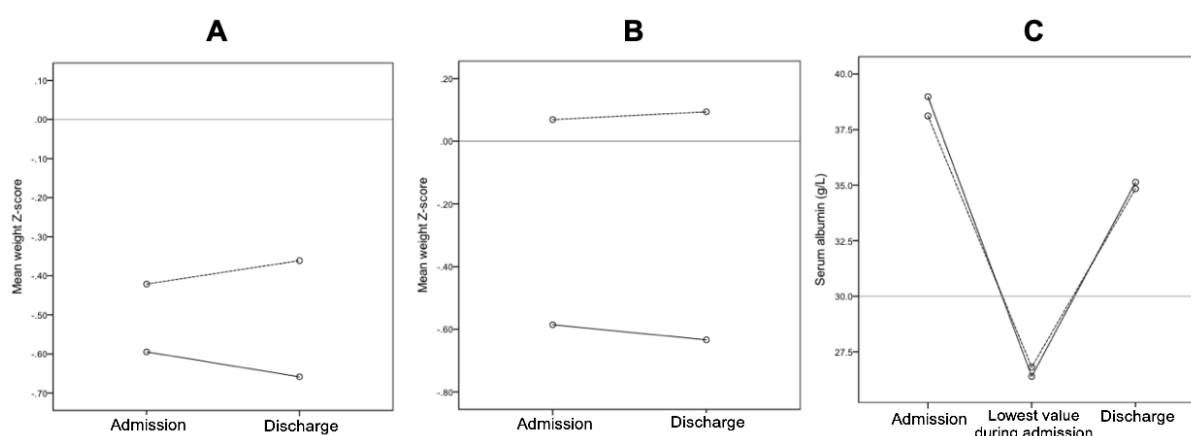 A
B
C
Mean weight Z-score
.10
.00
-.10
-.20
-.30
-.40
-.50
-.60
-.70
Admission
Discharge
Mean weight Z-score
.20
.00
-.20
-.40
-.60
-.80
Admission
Discharge
Serum albumin (g/L)
40.0
37.5
35.0
32.5
30.0
27.5
Admission
Lowest value
during admission
Discharge